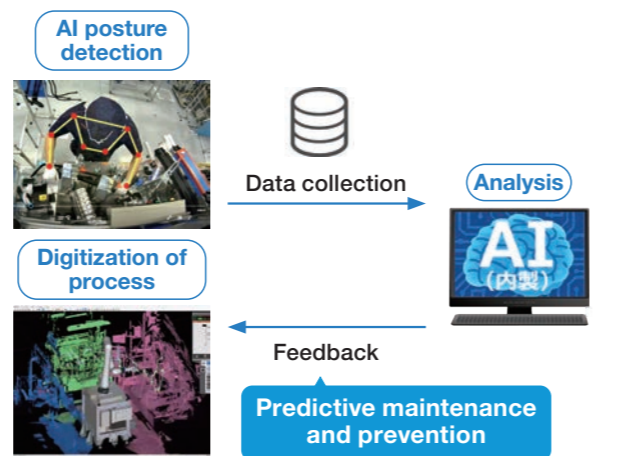 AI posture
detection
Data collection
Analysis
AI
(内製)
Digitization of
process
Feedback
Predictive maintenance
and prevention